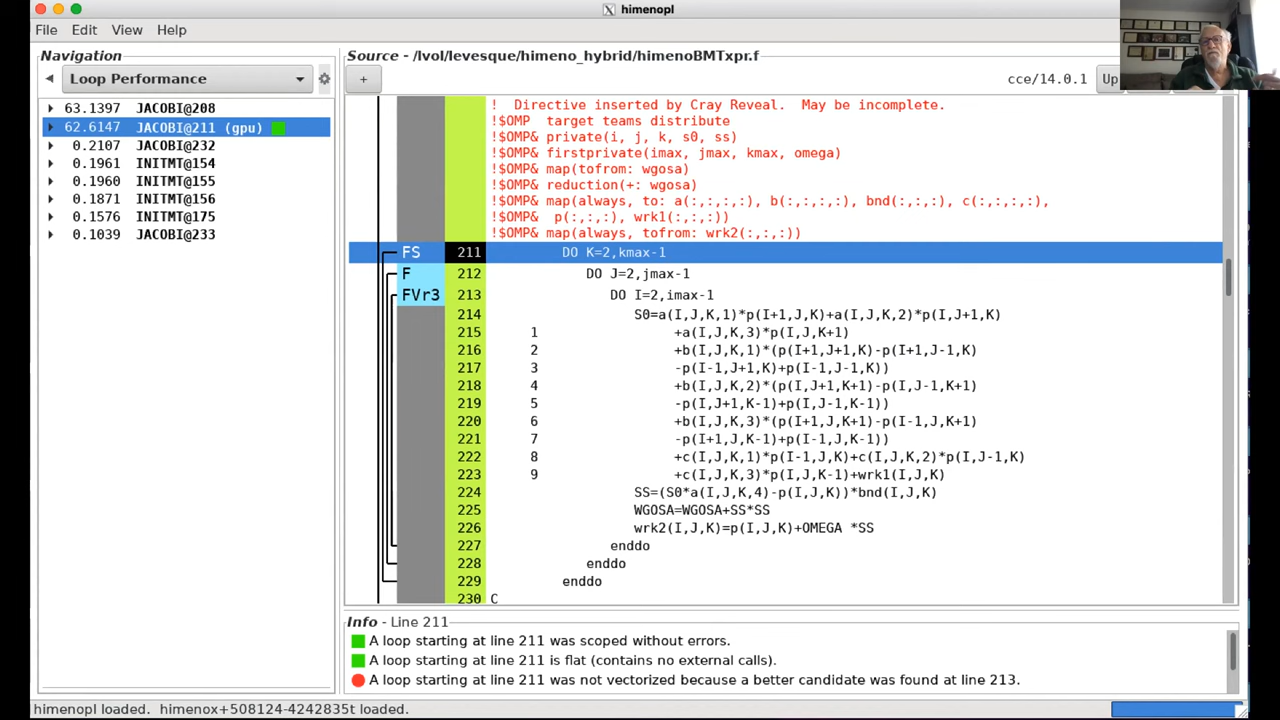 himenopl
File Edit View Help
Navigation
Loop Performance
63.1397 JACOBI@208
62.6147 JACOBI@211 (gpu)
0.2107 JACOBI@232
0.1961 INITMT@154
0.1960 INITMT@155
0.1871 INITMT@156
0.1576 INITMT@175
0.1039 JACOBI@233
Source - /lvol/levesque/himeno_hybrid/himenoBMTxpr.f
+ cce/14.0.1 Up
! Directive inserted by Cray Reveal. May be incomplete.
!$OMP target teams distribute
!$OMP& private(i, j, k, s0, ss)
!$OMP& firstprivate(imax, jmax, kmax, omega)
!$OMP& map(tofrom: wgosa)
!$OMP& reduction(+: wgosa)
!$OMP& map(always, to: a(:,:,:,:), b(:,:,:,:), bnd(:,:,:), c(:,:,:,:),
!$OMP& p(:,:,:), wrk1(:,:,:))
!$OMP& map(always, tofrom: wrk2(:,:,:))
FS 211 DO K=2,kmax-1
F 212 DO J=2,jmax-1
FVr3 213 DO I=2,imax-1
214 S0=a(I,J,K,1)*p(I+1,J,K)+a(I,J,K,2)*p(I,J+1,K)
215 1 +a(I,J,K,3)*p(I,J,K+1)
216 2 +b(I,J,K,1)*(p(I+1,J+1,K)-p(I+1,J-1,K)
217 3 -p(I-1,J+1,K)+p(I-1,J-1,K))
218 4 +b(I,J,K,2)*(p(I,J+1,K+1)-p(I,J-1,K+1)
219 5 -p(I,J+1,K-1)+p(I,J-1,K-1))
220 6 +b(I,J,K,3)*(p(I+1,J,K+1)-p(I-1,J,K+1)
221 7 -p(I+1,J,K-1)+p(I-1,J,K-1))
222 8 +c(I,J,K,1)*p(I-1,J,K)+c(I,J,K,2)*p(I,J-1,K)
223 9 +c(I,J,K,3)*p(I,J,K-1)+wrk1(I,J,K)
224 SS=(S0*a(I,J,K,4)-p(I,J,K))*bnd(I,J,K)
225 WGOSA=WGOSA+SS*SS
226 wrk2(I,J,K)=p(I,J,K)+OMEGA *SS
227 enddo
228 enddo
229 enddo
230 C
Info - Line 211
A loop starting at line 211 was scoped without errors.
A loop starting at line 211 is flat (contains no external calls).
A loop starting at line 211 was not vectorized because a better candidate was found at line 213.
himenopl loaded. himenox+508124-4242835t loaded.